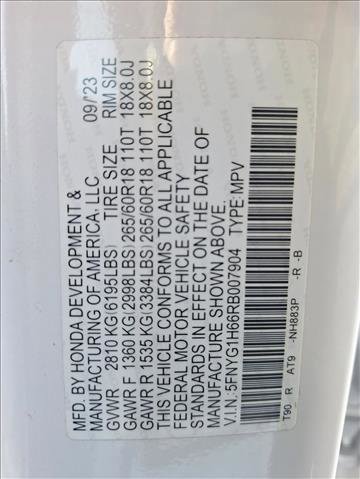 MFD. BY HONDA DEVELOPMENT & 09/23
MANUFACTURING OF AMERICA, LLC
GVWR 2810 KG (6195LBS) TIRE SIZE RIM SIZE
GAWR F 1360 KG (2998LBS) 265/60R18 110T 18X8.0J
GAWR R 1535 KG (3384LBS) 265/60R18 110T 18X8.0J
THIS VEHICLE CONFORMS TO ALL APPLICABLE
FEDERAL MOTOR VEHICLE SAFETY
STANDARDS IN EFFECT ON THE DATE OF
MANUFACTURE SHOWN ABOVE.
V.I.N.:5FNYG1H66RB007904 TYPE:MPV
T90_ R AT9 -NH883P -R -B